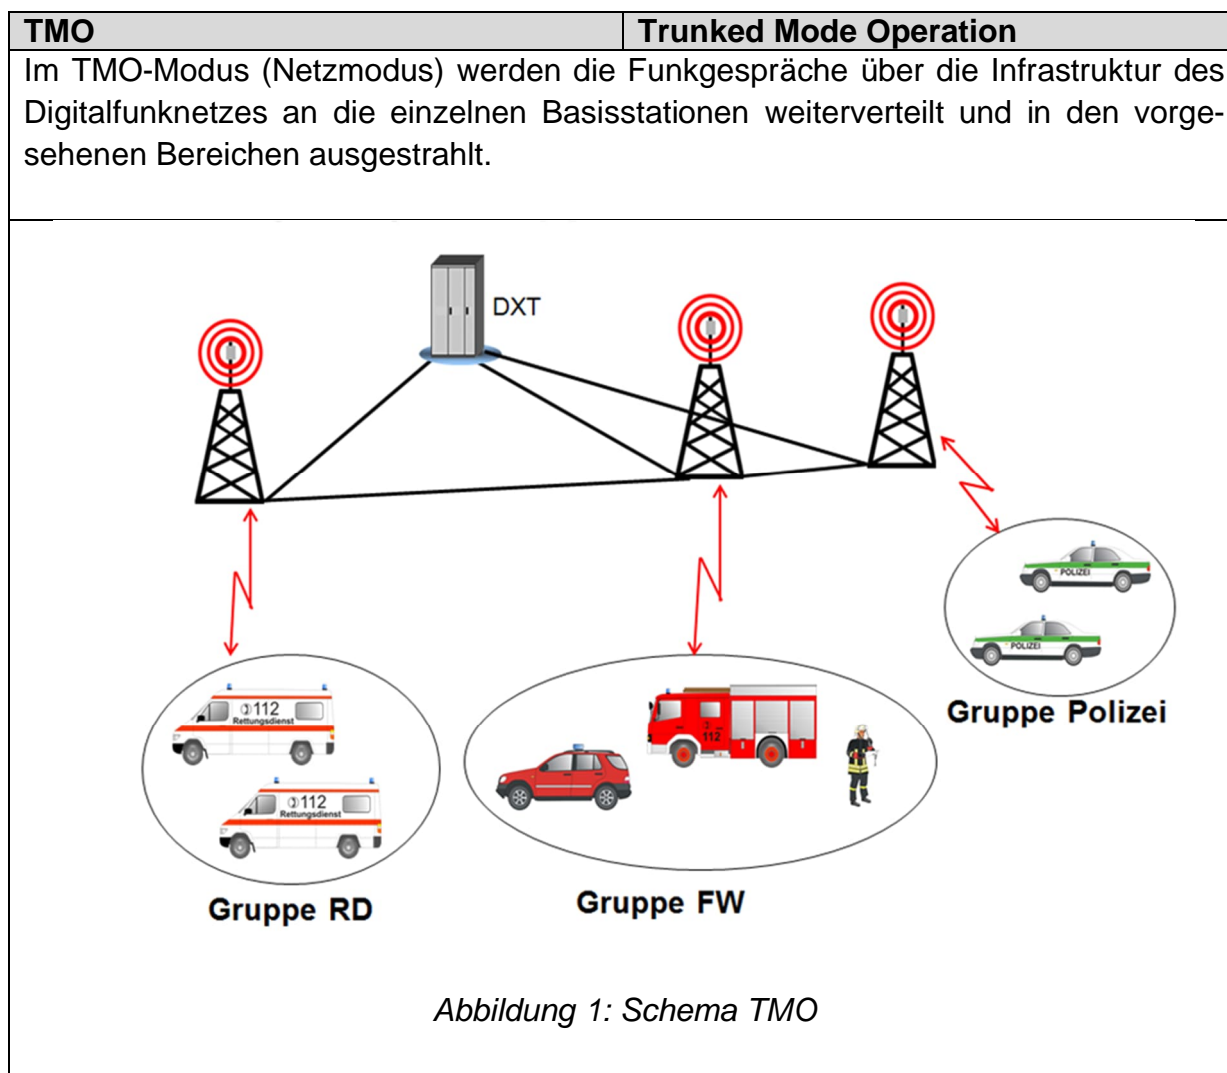 TMO Trunked Mode Operation
Im TMO-Modus (Netzmodus) werden die Funkgespräche über die Infrastruktur des
Digitalfunknetzes an die einzelnen Basisstationen weiterverteilt und in den vorge-
sehenen Bereichen ausgestrahlt.
DXT
POLIZEI
POLIZEI
Gruppe Polizei
112
Rettungsdienst
112
Rettungsdienst
112
Gruppe RD
Gruppe FW
Abbildung 1: Schema TMO